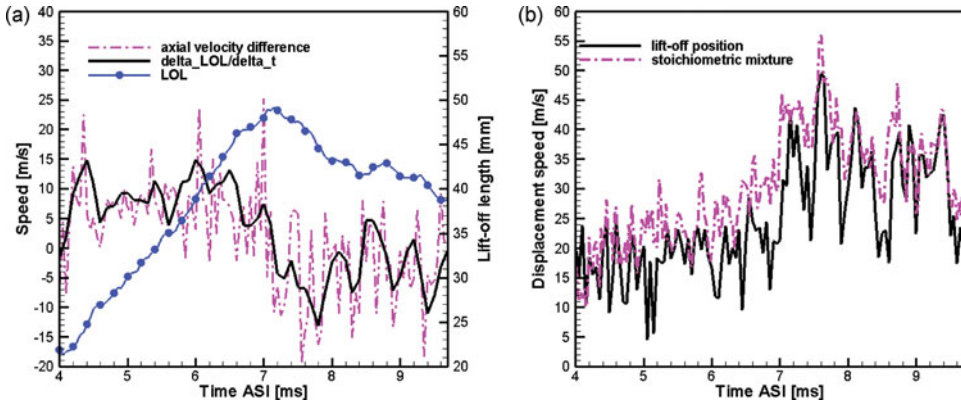 (a)
40
35
30
25
20
15
10
5
0
-5
-10
-15
-20
Speed [m/s]
axial velocity difference
delta_LOL/delta_t
LOL
60
55
50
45
40
35
30
25
20
Lift-off length [mm]
4 5 6 7 8 9
Time ASI [ms]
(b)
60
55
50
45
40
35
30
25
20
15
10
5
0
Displacement speed [m/s]
lift-off position
stoichiometric mixture
4 5 6 7 8 9
Time ASI [ms]